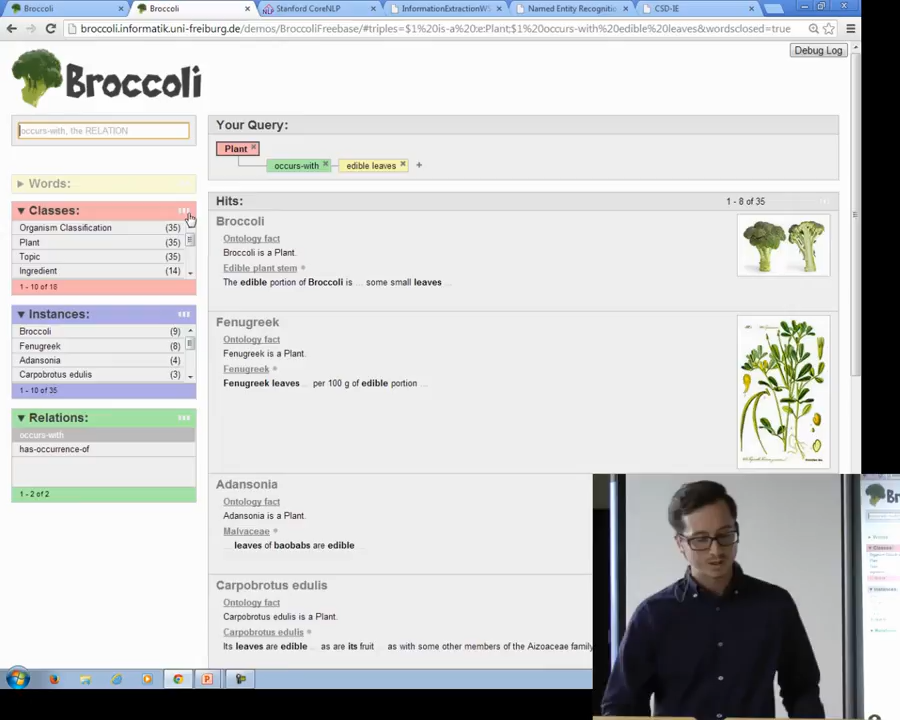 Broccoli
Broccoli
Stanford CoreNLP
InformationExtractionWS
Named Entity Recognitio
CSD-IE
broccoli.informatik.uni-freiburg.de/demos/BroccoliFreebase/#triples=$1%20is-a%20:e:Plant;$1%20occurs-with%20edible%20leaves&wordsclosed=true
Debug Log
Broccoli
occurs-with, the RELATION
Your Query:
Plant
occurs-with
edible leaves
+
Words:
Classes:
Organism Classification (35)
Plant (35)
Topic (35)
Ingredient (14)
1 - 10 of 18
Instances:
Broccoli (9)
Fenugreek (8)
Adansonia (4)
Carpobrotus edulis (3)
1 - 10 of 35
Relations:
occurs-with
has-occurrence-of
1 - 2 of 2
Hits:
1 - 8 of 35
Broccoli
Ontology fact
Broccoli is a Plant.
Edible plant stem
The edible portion of Broccoli is ... some small leaves ...
Fenugreek
Ontology fact
Fenugreek is a Plant.
Fenugreek
Fenugreek leaves ... per 100 g of edible portion ...
Adansonia
Ontology fact
Adansonia is a Plant.
Malvaceae
... leaves of baobabs are edible ...
Carpobrotus edulis
Ontology fact
Carpobrotus edulis is a Plant.
Carpobrotus edulis
Its leaves are edible ... as are its fruit ... as with some other members of the Aizoaceae family